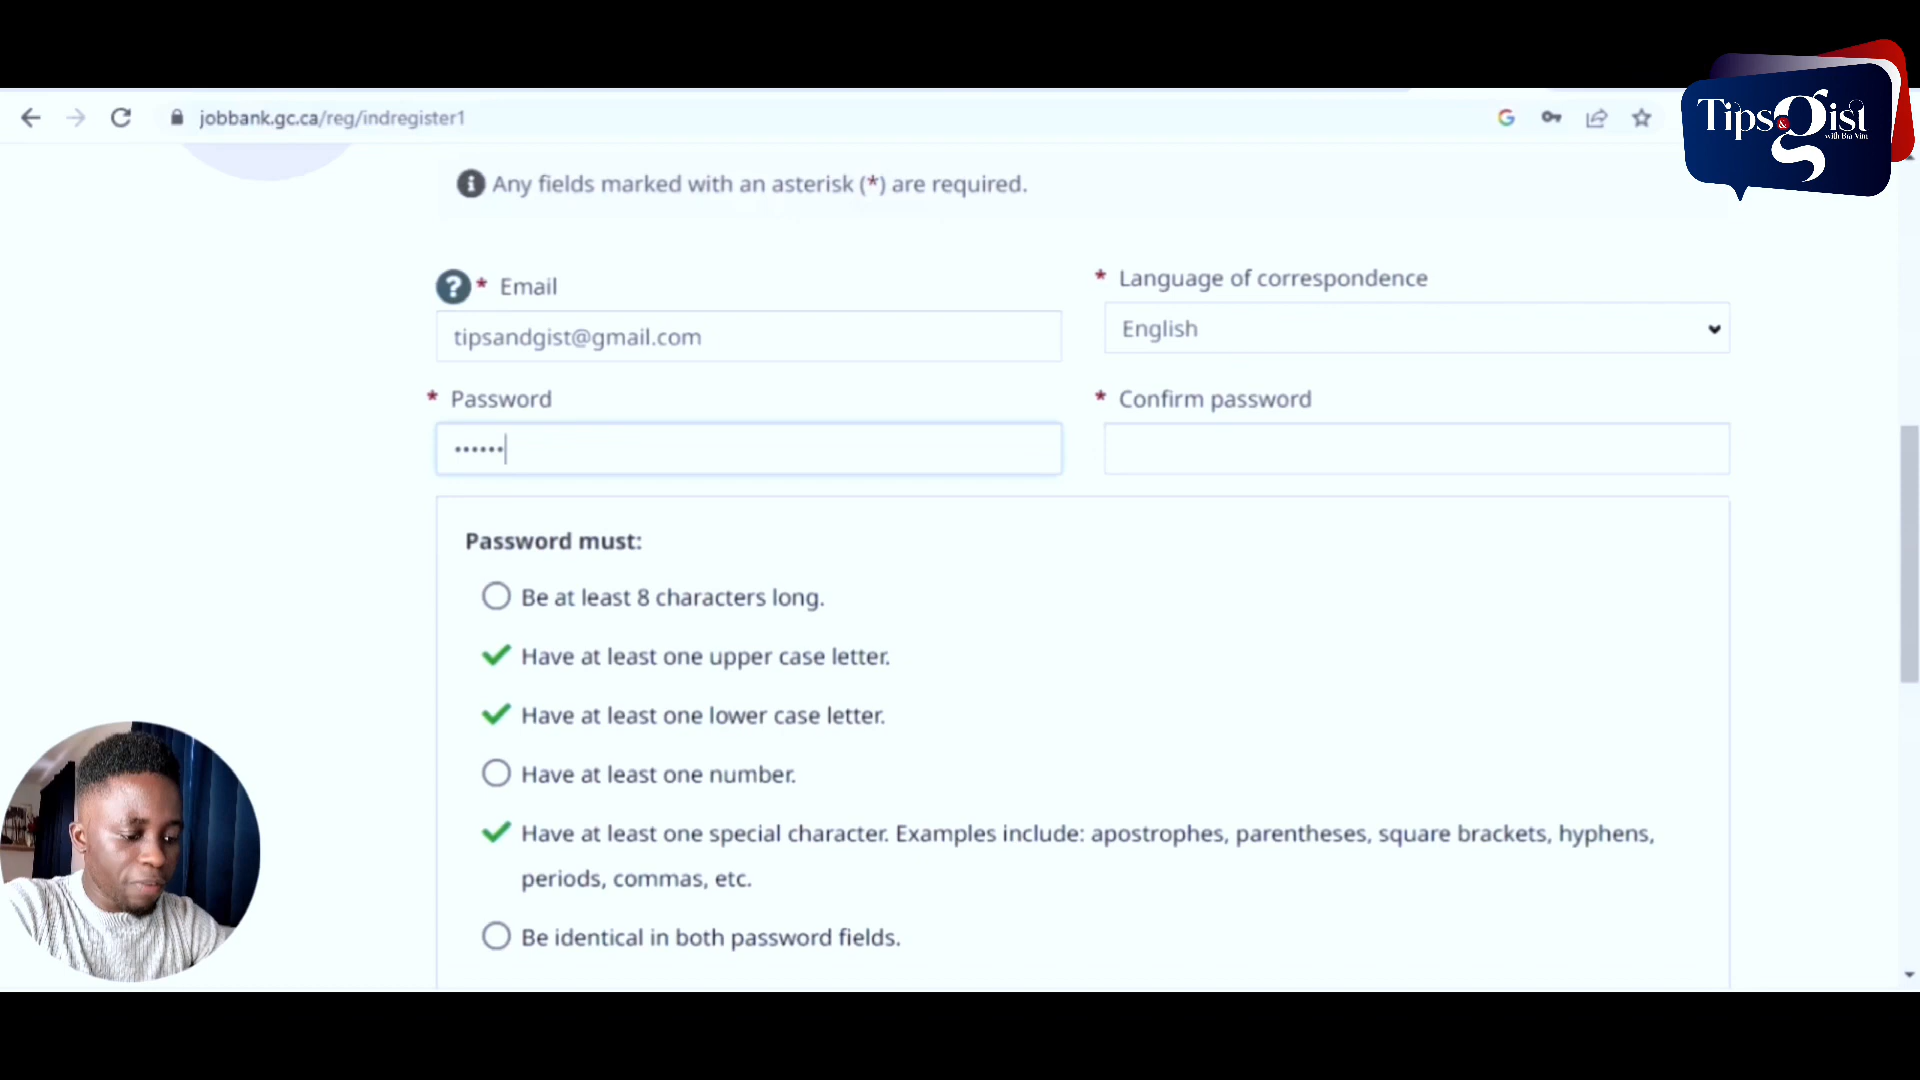 Tips & Gist
with Bra Vim
jobbank.gc.ca/reg/indregister1
Any fields marked with an asterisk (*) are required.
* Email
* Language of correspondence
tipsandgist@gmail.com
English
* Password
* Confirm password
••••••
Password must:
Be at least 8 characters long.
Have at least one upper case letter.
Have at least one lower case letter.
Have at least one number.
Have at least one special character. Examples include: apostrophes, parentheses, square brackets, hyphens,
periods, commas, etc.
Be identical in both password fields.